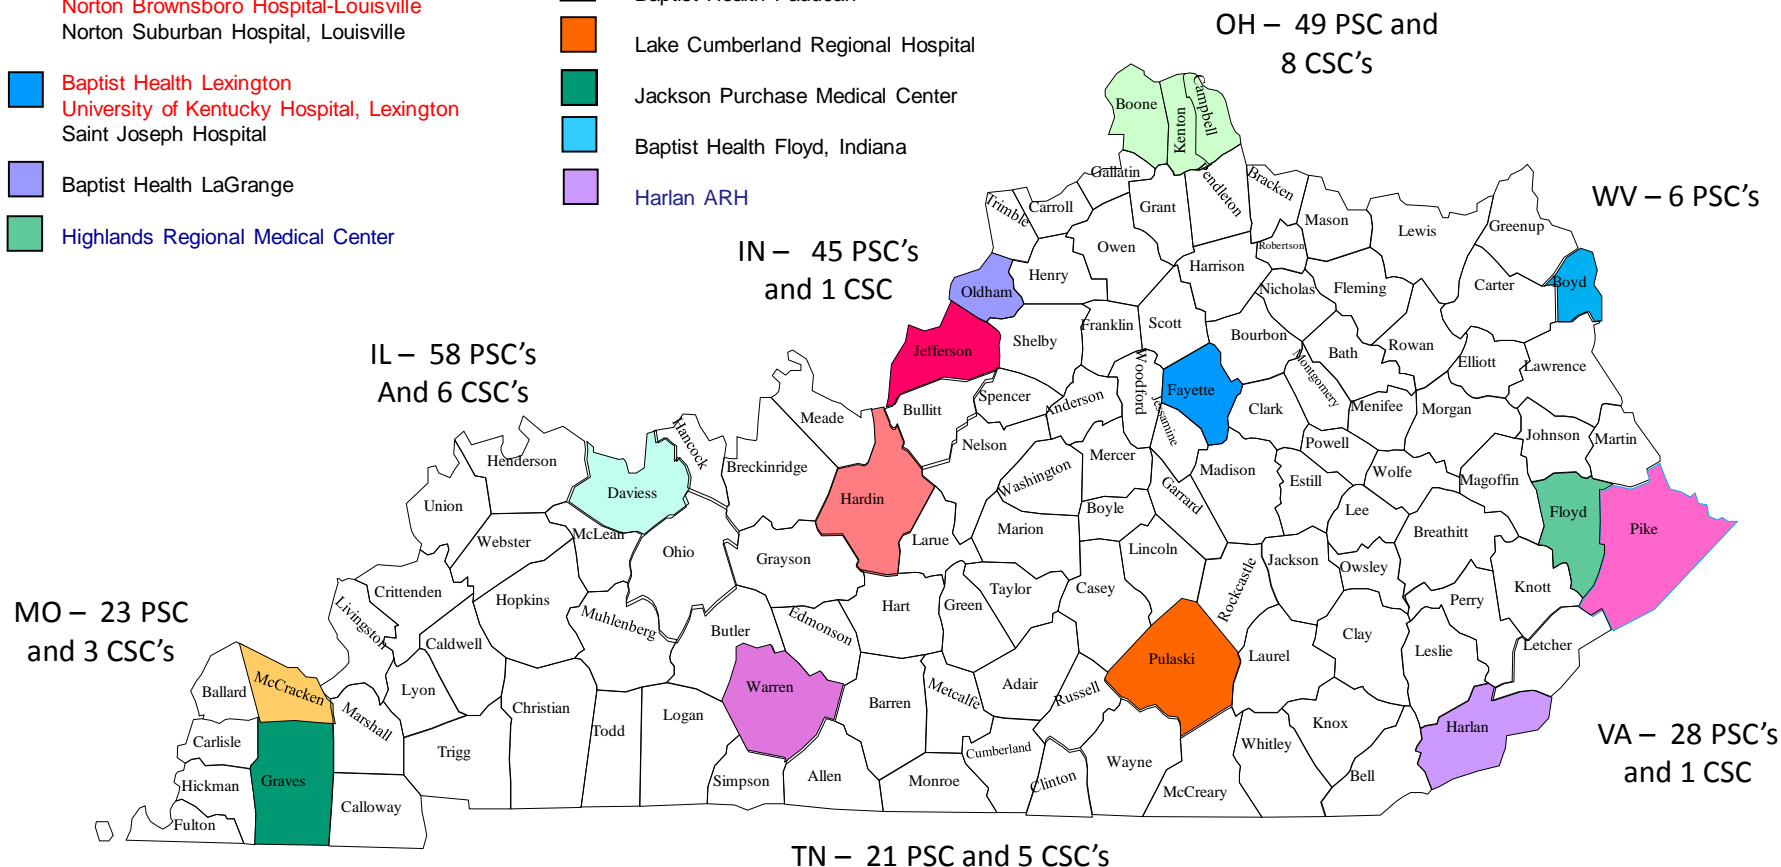 Norton Brownsboro Hospital-Louisville
Norton Suburban Hospital, Louisville
Baptist Health Lexington
University of Kentucky Hospital, Lexington
Saint Joseph Hospital
Baptist Health LaGrange
Highlands Regional Medical Center
Baptist Health Paducah
Lake Cumberland Regional Hospital
Jackson Purchase Medical Center
Baptist Health Floyd, Indiana
Harlan ARH
OH – 49 PSC and
8 CSC's
WV – 6 PSC's
IN – 45 PSC's
and 1 CSC
IL – 58 PSC's
And 6 CSC's
MO – 23 PSC
and 3 CSC's
VA – 28 PSC's
and 1 CSC
TN – 21 PSC and 5 CSC's
Boone
Kenton
Campbell
Gallatin
Pendleton
Bracken
Trimble
Carroll
Grant
Mason
Lewis
Greenup
Owen
Robertson
Henry
Harrison
Oldham
Nicholas
Fleming
Carter
Boyd
Franklin
Scott
Shelby
Bourbon
Jefferson
Bath
Rowan
Elliott
Lawrence
Montgomery
Woodford
Fayette
Spencer
Anderson
Jessamine
Clark
Menifee
Morgan
Bullitt
Meade
Hancock
Nelson
Mercer
Powell
Johnson
Martin
Henderson
Breckinridge
Washington
Madison
Wolfe
Magoffin
Estill
Daviess
Hardin
Garrard
Union
Boyle
Lee
Floyd
Pike
Marion
Breathitt
McLean
Webster
Ohio
Larue
Lincoln
Grayson
Jackson
Owsley
Rockcastle
Taylor
Casey
Knott
Crittenden
Hopkins
Hart
Green
Perry
Livingston
Muhlenberg
Butler
Edmonson
Clay
Caldwell
Letcher
Leslie
Pulaski
Laurel
Ballard
McCracken
Lyon
Warren
Adair
Metcalfe
Russell
Barren
Christian
Logan
Marshall
Todd
Knox
Harlan
Carlisle
Whitley
Trigg
Cumberland
Wayne
Hickman
Graves
Simpson
Allen
Monroe
Clinton
Bell
McCreary
Calloway
Fulton